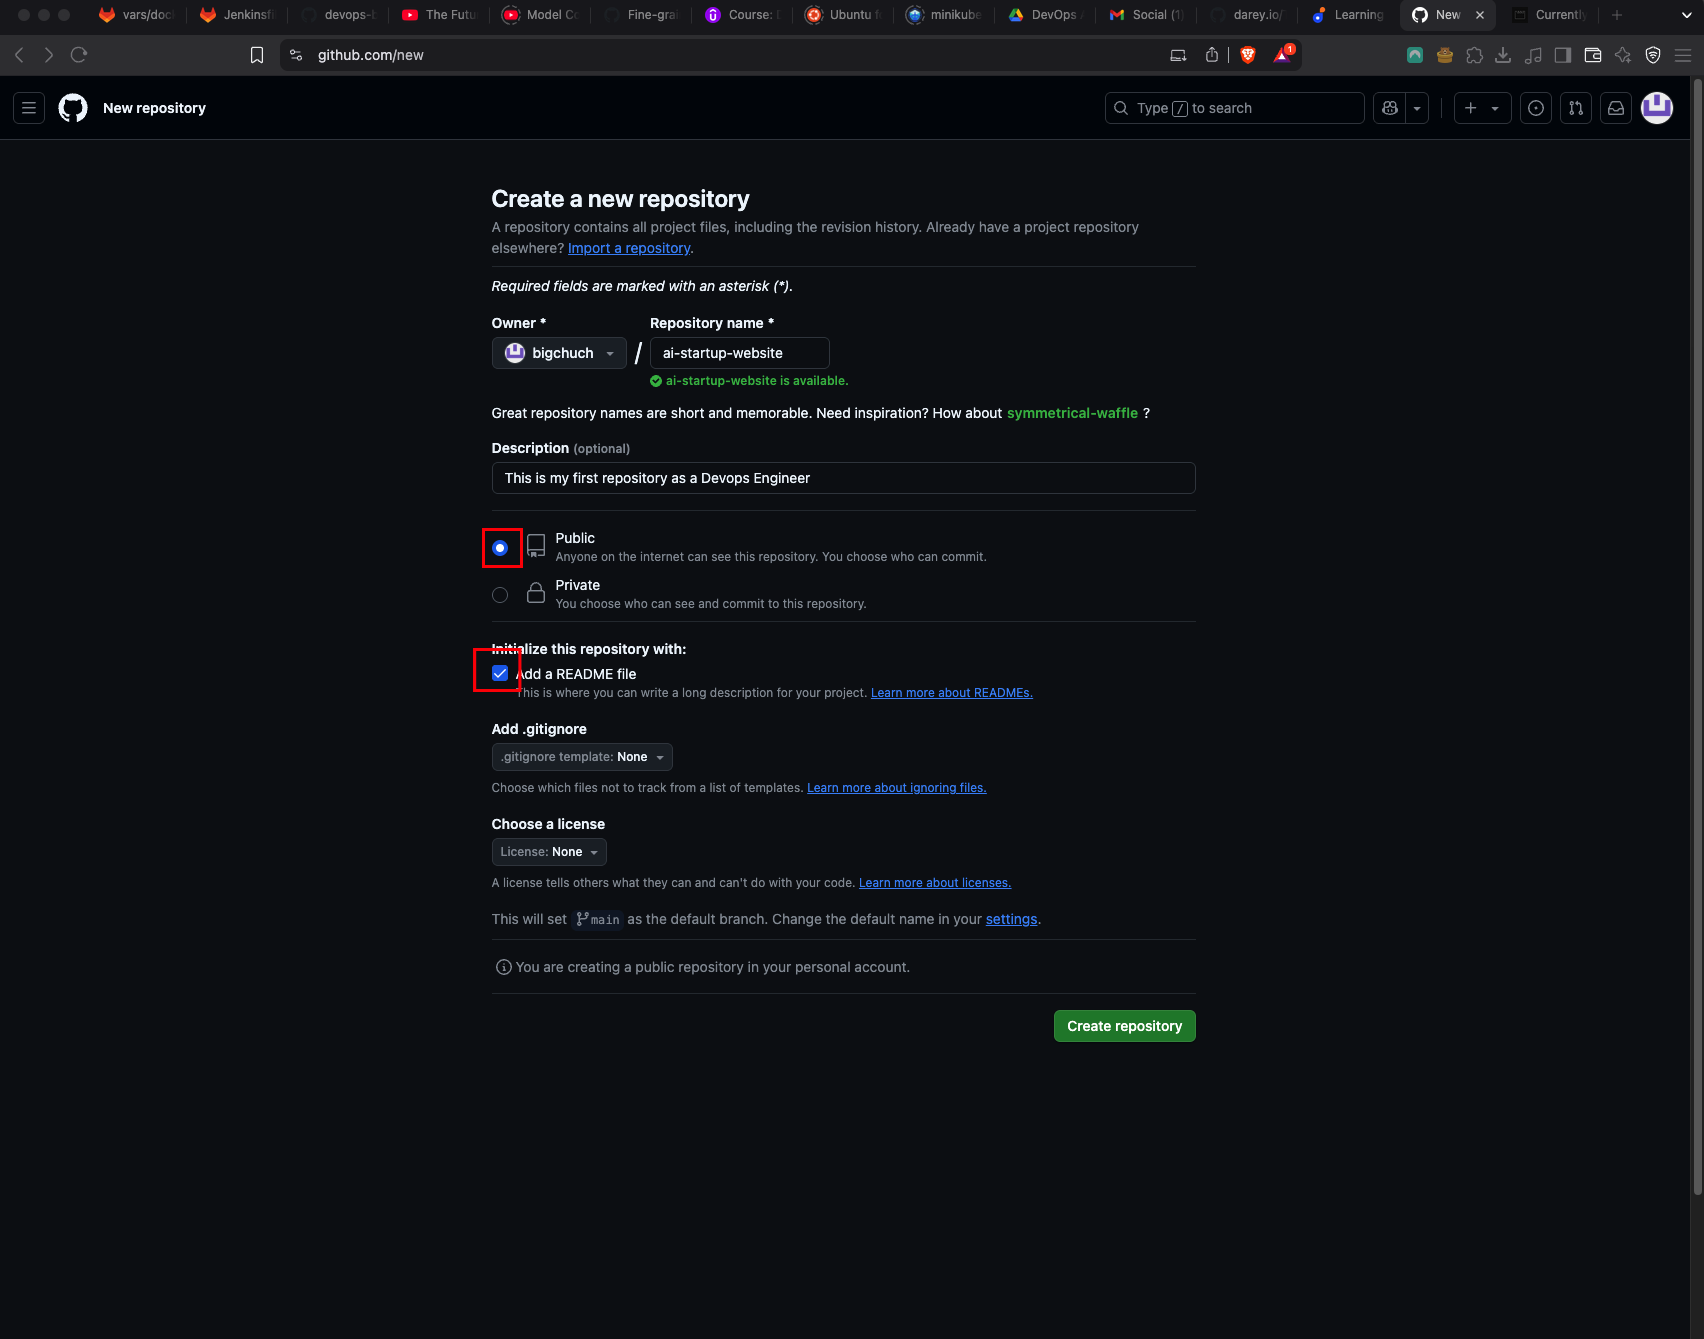 vars/doc
Jenkinsfi
devops-b
The Futu
Model Co
Fine-grai
Course: D
Ubuntu fo
minikube
DevOps A
Social (1)
darey.io/
Learning
New
Currently
github.com/new
1
New repository
Type / to search
Create a new repository
A repository contains all project files, including the revision history. Already have a project repository
elsewhere? Import a repository.
Required fields are marked with an asterisk (*).
Owner *
Repository name *
bigchuch
/
ai-startup-website
ai-startup-website is available.
Great repository names are short and memorable. Need inspiration? How about symmetrical-waffle ?
Description (optional)
This is my first repository as a Devops Engineer
Public
Anyone on the internet can see this repository. You choose who can commit.
Private
You choose who can see and commit to this repository.
Initialize this repository with:
Add a README file
This is where you can write a long description for your project. Learn more about READMEs.
Add .gitignore
.gitignore template: None
Choose which files not to track from a list of templates. Learn more about ignoring files.
Choose a license
License: None
A license tells others what they can and can't do with your code. Learn more about licenses.
This will set main as the default branch. Change the default name in your settings.
You are creating a public repository in your personal account.
Create repository